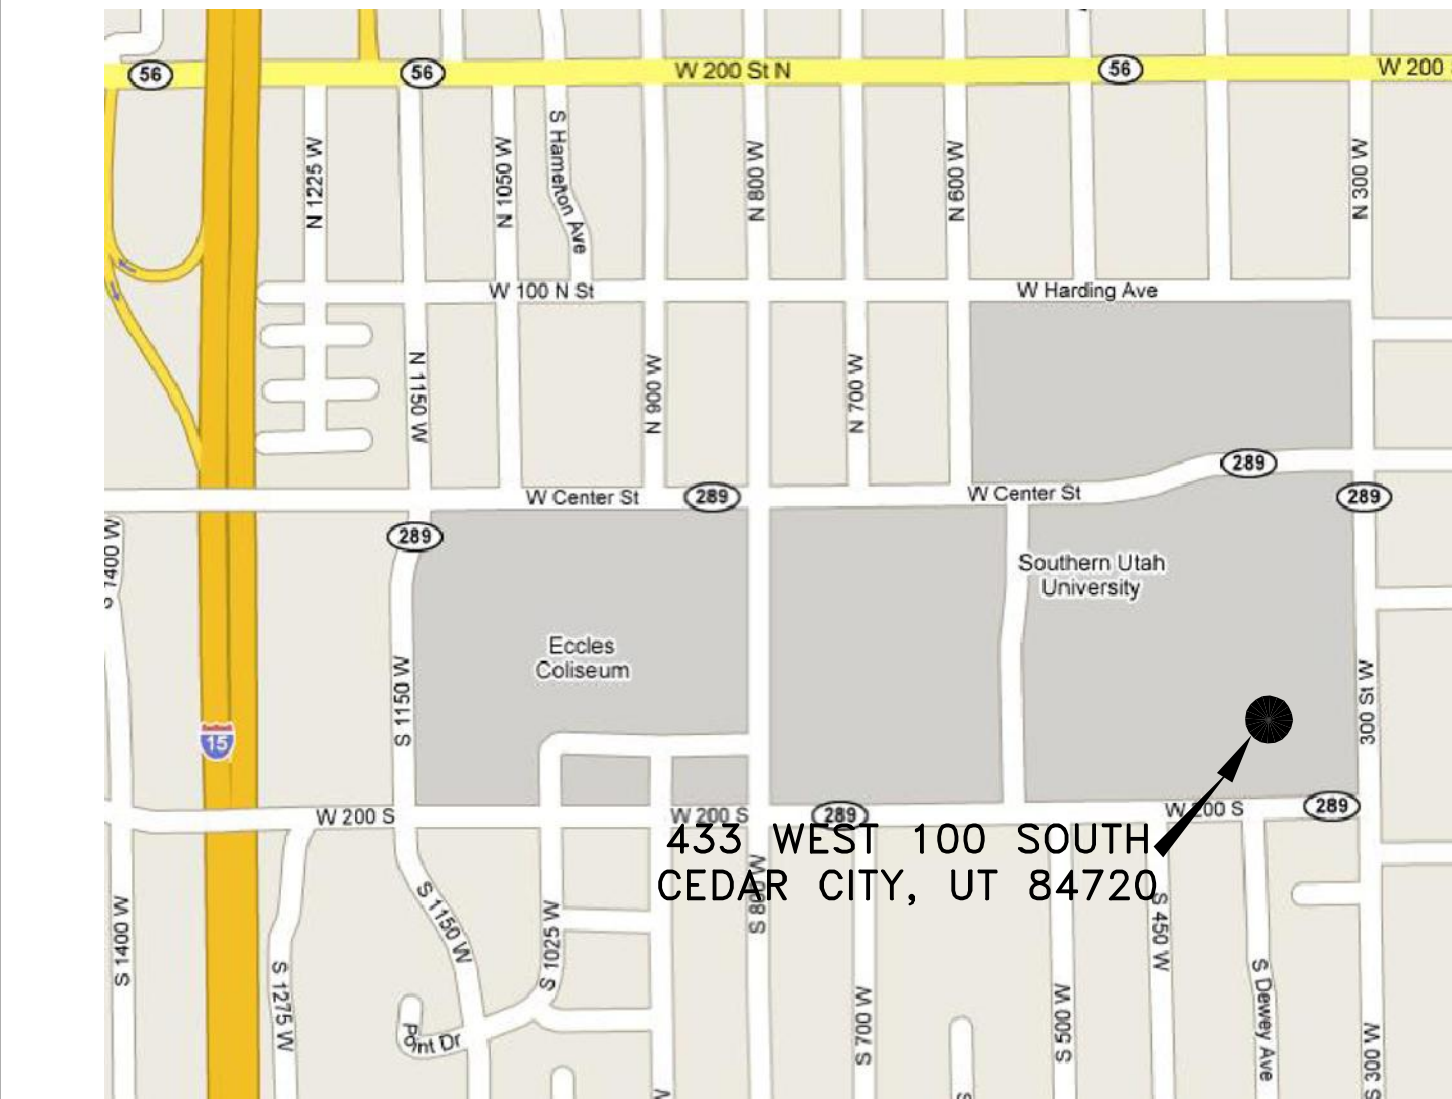 56
56
W 200 St N
56
W 200
N 1225 W
N 1050 W
S Hamelton Ave
N 800 W
N 600 W
N 300 W
W 100 N St
W Harding Ave
N 1150 W
N 900 W
N 700 W
289
W Center St
289
W Center St
289
S 1400 W
289
Southern Utah
University
Eccles
Coliseum
S 1150 W
300 St W
15
W 200 S
W 200 S
289
W 200 S
289
433 WEST 100 SOUTH
CEDAR CITY, UT 84720
S 800 W
S 1400 W
S 1150 W
S 1025 W
S 450 W
S 1275 W
S 700 W
S 500 W
S Dewey Ave
S 300 W
Point Dr